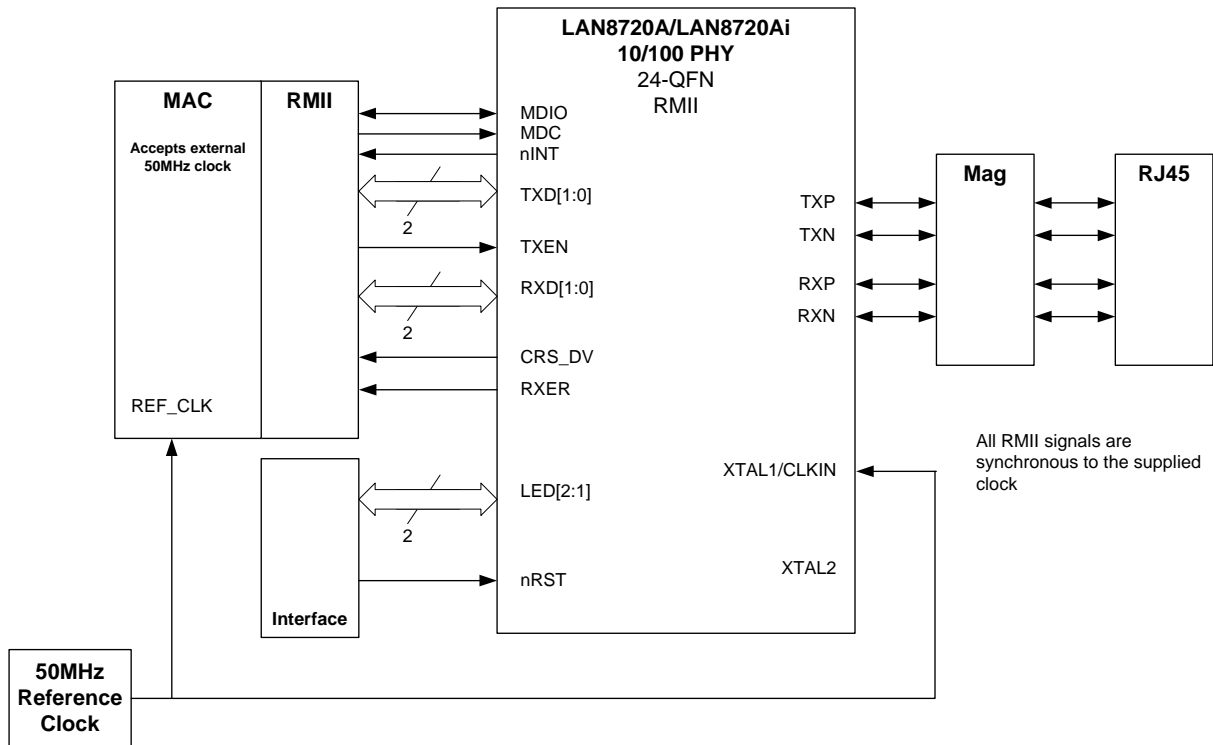 LAN8720A/LAN8720Ai
10/100 PHY
24-QFN
RMII
MAC
RMII
Accepts external
50MHz clock
REF_CLK
MDIO
MDC
nINT
TXD[1:0]
2
TXEN
RXD[1:0]
2
CRS_DV
RXER
LED[2:1]
2
nRST
Interface
TXP
TXN
RXP
RXN
XTAL1/CLKIN
XTAL2
Mag
RJ45
All RMII signals are
synchronous to the supplied
clock
50MHz
Reference
Clock